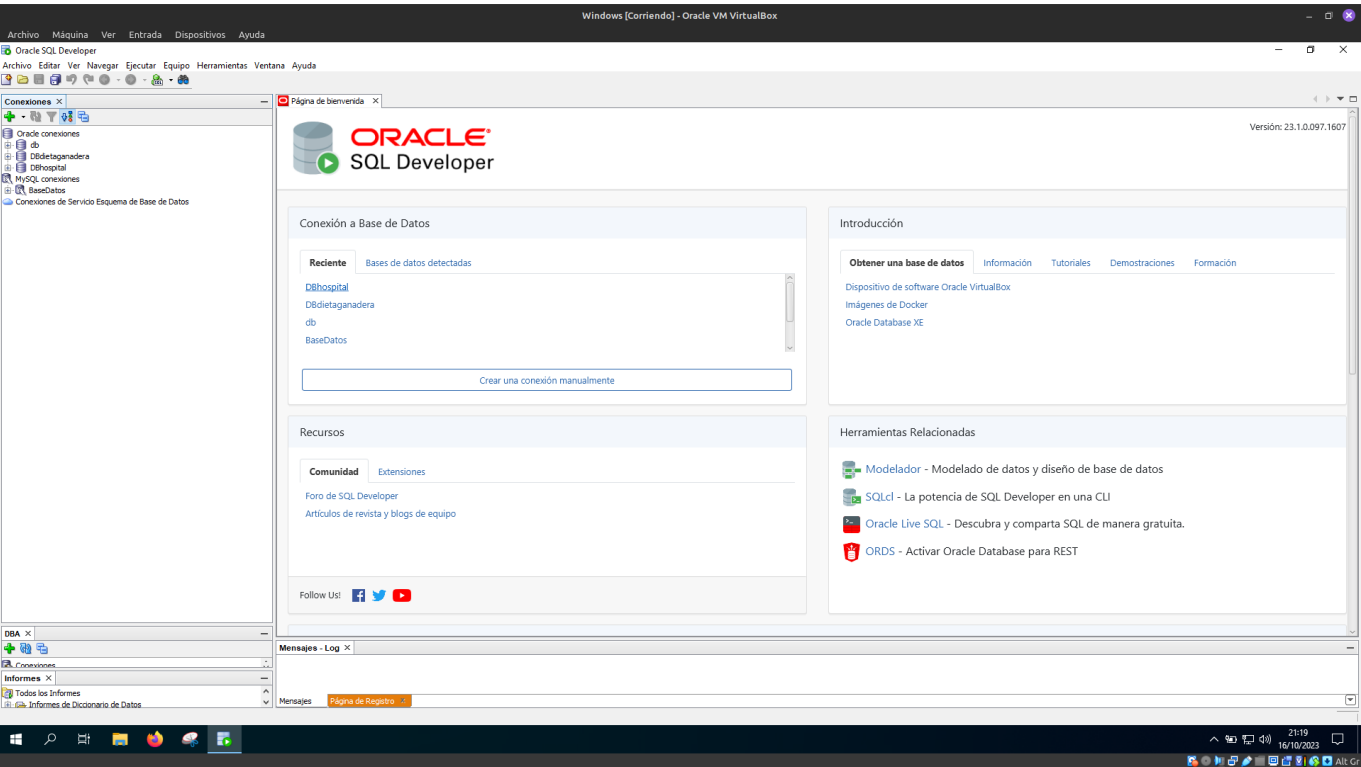 Windows [Corriendo] - Oracle VM VirtualBox
Archivo Máquina Ver Entrada Dispositivos Ayuda
Oracle SQL Developer
Archivo Editar Ver Navegar Ejecutar Equipo Herramientas Ventana Ayuda
Conexiones
Oracle conexiones
db
DBdietaganadera
DBhospital
MySQL conexiones
BaseDatos
Conexiones de Servicio Esquema de Base de Datos
Página de bienvenida
ORACLE
SQL Developer
Versión: 23.1.0.097.1607
Conexión a Base de Datos
Reciente Bases de datos detectadas
DBhospital
DBdietaganadera
db
BaseDatos
Crear una conexión manualmente
Introducción
Obtener una base de datos Información Tutoriales Demostraciones Formación
Dispositivo de software Oracle VirtualBox
Imágenes de Docker
Oracle Database XE
Recursos
Comunidad Extensiones
Foro de SQL Developer
Artículos de revista y blogs de equipo
Follow Us!
Herramientas Relacionadas
Modelador - Modelado de datos y diseño de base de datos
SQLcl - La potencia de SQL Developer en una CLI
Oracle Live SQL - Descubra y comparta SQL de manera gratuita.
ORDS - Activar Oracle Database para REST
DBA
Conexiones
Informes
Todos los Informes
Informes de Diccionario de Datos
Mensajes - Log
Mensajes Página de Registro
21:19
16/10/2023
Alt Gr